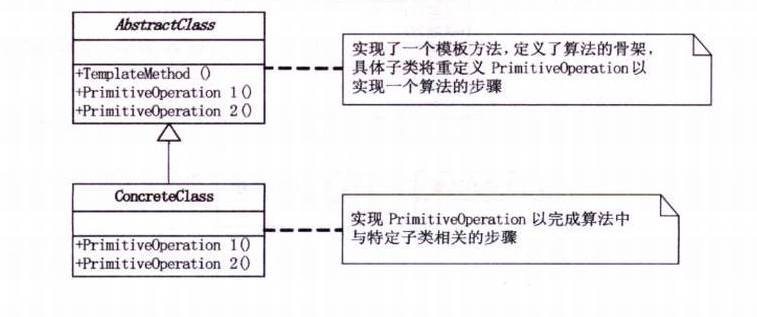 AbstractClass
+TemplateMethod ()
+PrimitiveOperation 1()
+PrimitiveOperation 2()
实现了一个模板方法，定义了算法的骨架，
具体子类将重定义 PrimitiveOperation 以
实现一个算法的步骤
ConcreteClass
+PrimitiveOperation 1()
+PrimitiveOperation 2()
实现 PrimitiveOperation 以完成算法中
与特定子类相关的步骤